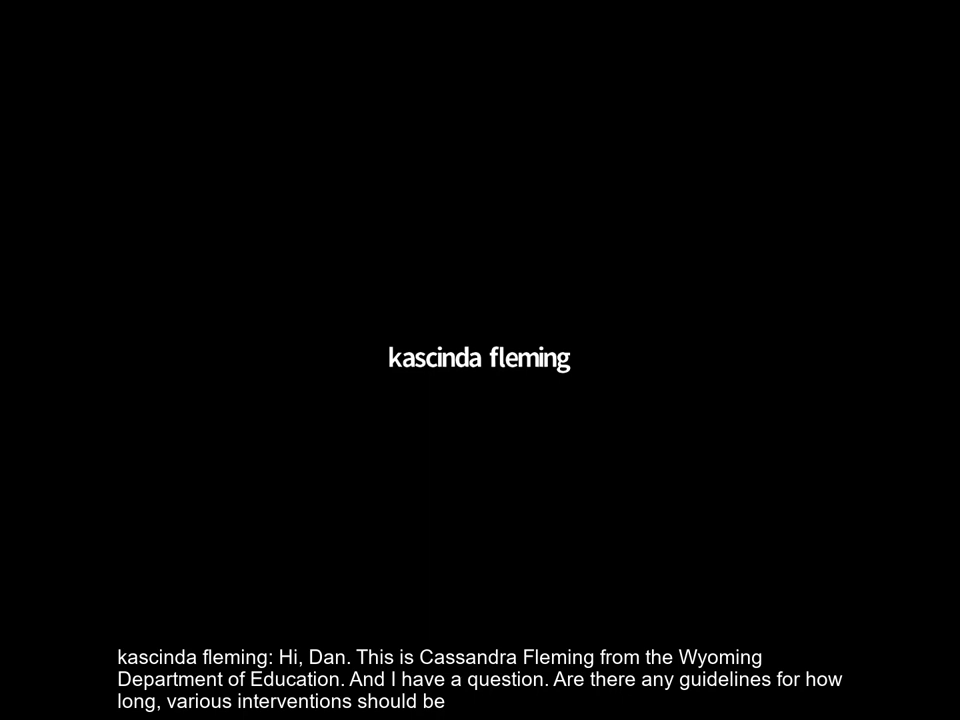 kascinda fleming
kascinda fleming: Hi, Dan. This is Cassandra Fleming from the Wyoming
Department of Education. And I have a question. Are there any guidelines for how
long, various interventions should be